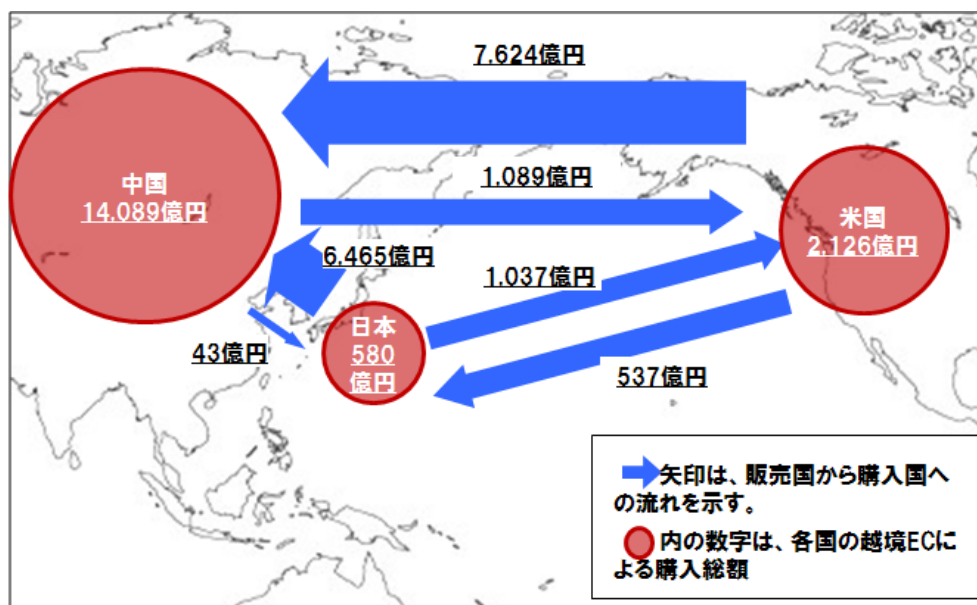 7,624億円
中国
14,089億円
1,089億円
米国
2,126億円
6,465億円
1,037億円
43億円
日本
580
億円
537億円
矢印は、販売国から購入国へ
の流れを示す。
内の数字は、各国の越境ECに
よる購入総額